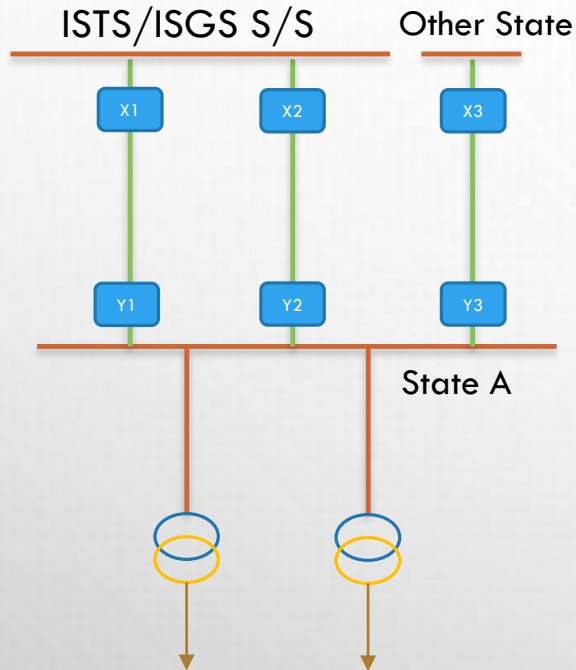 ISTS/ISGS S/S
Other State
X1
X2
X3
Y1
Y2
Y3
State A